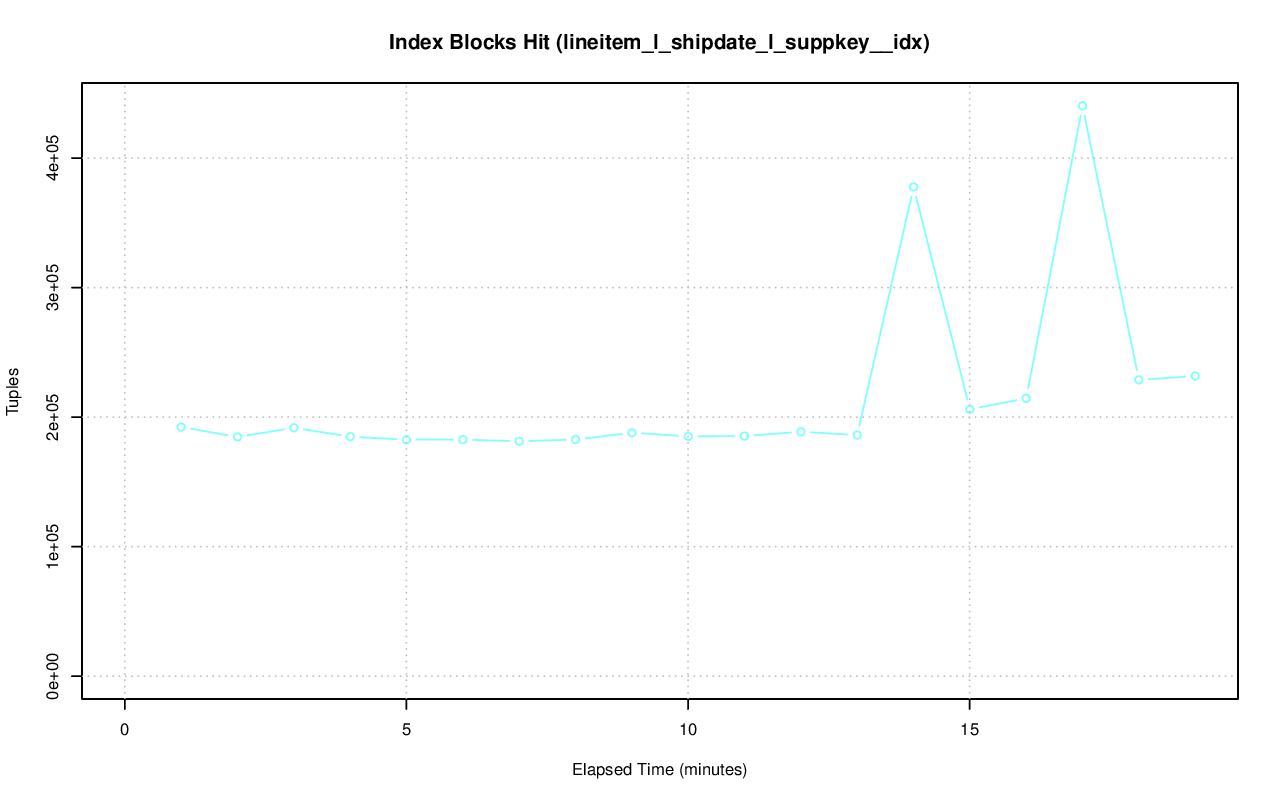 Index Blocks Hit (lineitem_l_shipdate_l_suppkey__idx)
Tuples
4e+05
3e+05
2e+05
1e+05
0e+00
0 5 10 15
Elapsed Time (minutes)